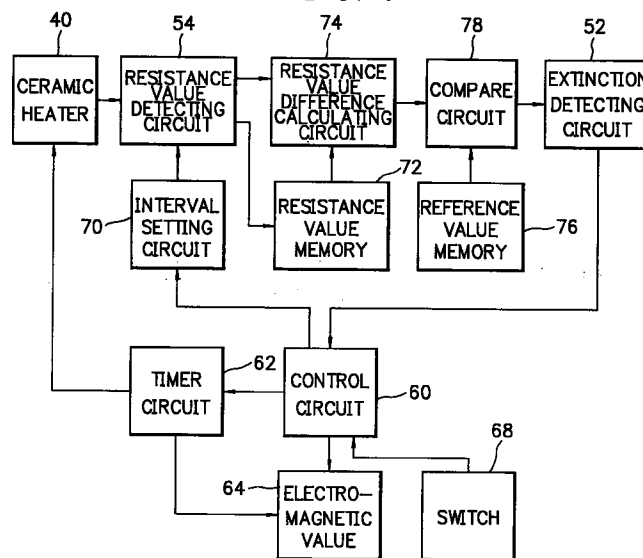 40
54
74
78
52
CERAMIC
HEATER
RESISTANCE
VALUE
DETECTING
CIRCUIT
RESISTANCE
VALUE
DIFFERENCE
CALCULATING
CIRCUIT
COMPARE
CIRCUIT
EXTINCTION
DETECTING
CIRCUIT
70
INTERVAL
SETTING
CIRCUIT
72
RESISTANCE
VALUE
MEMORY
REFERENCE
VALUE
MEMORY
76
62
TIMER
CIRCUIT
CONTROL
CIRCUIT
60
64
ELECTRO-
MAGNETIC
VALUE
68
SWITCH